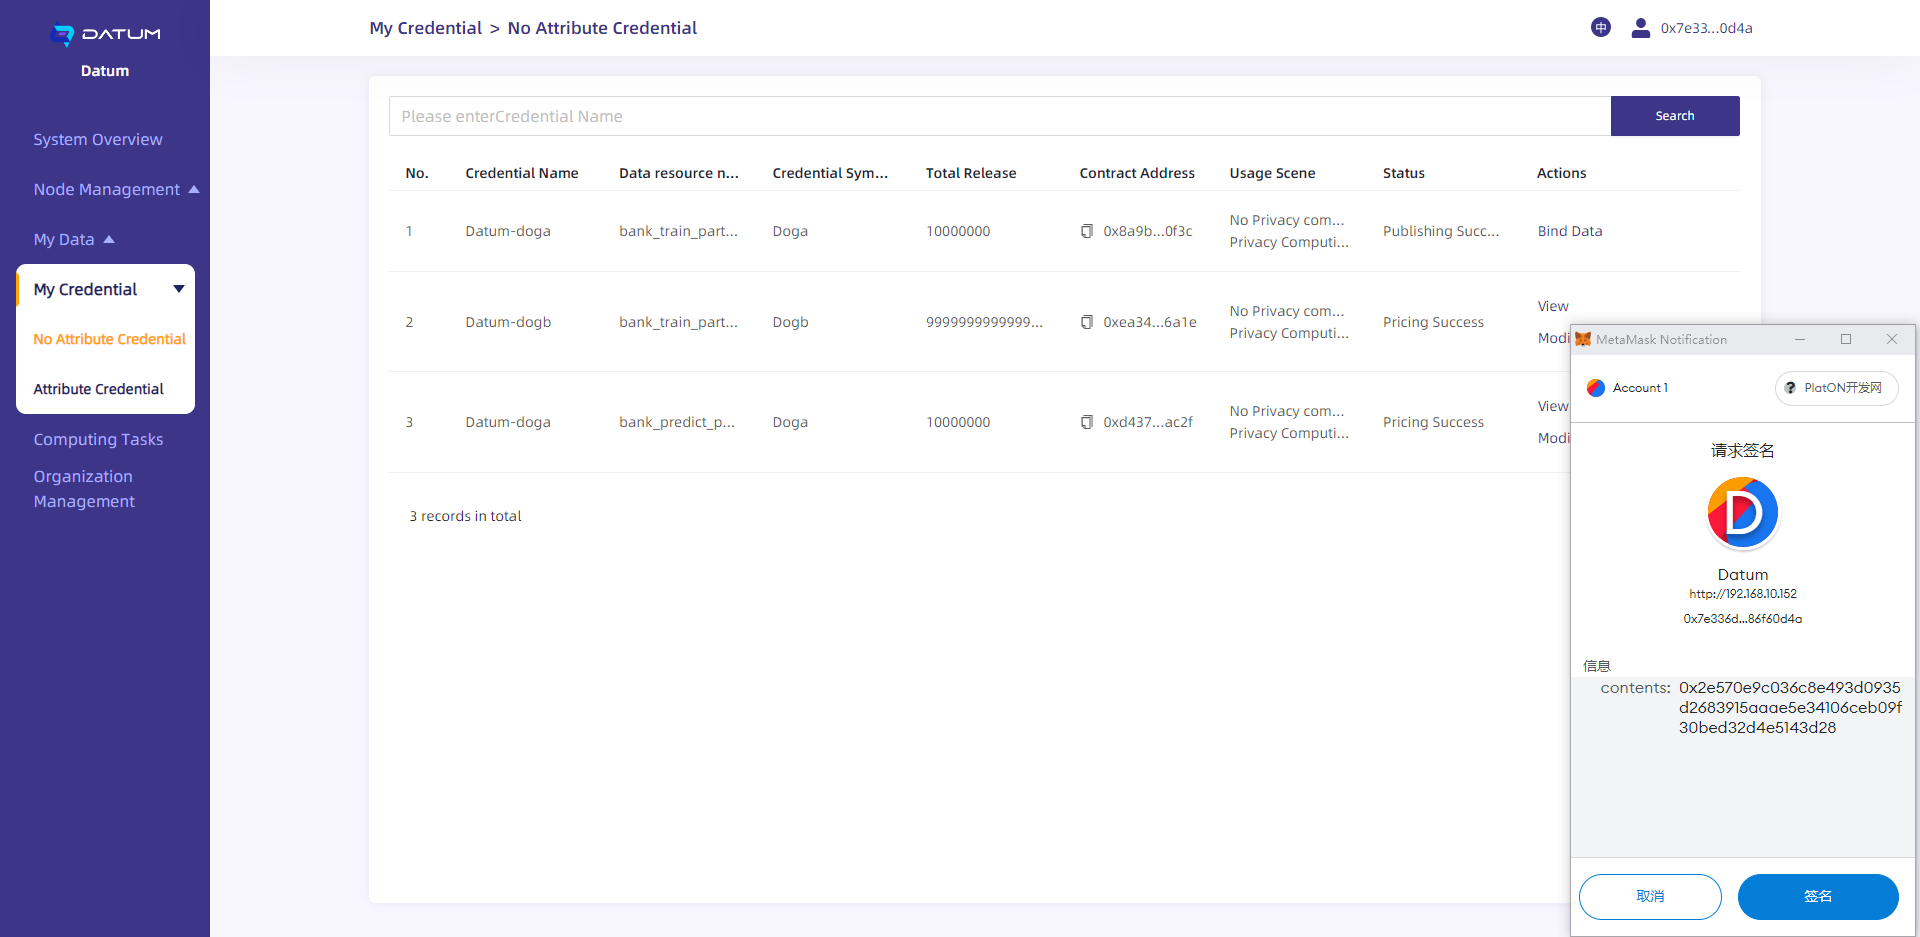 DATUM
Datum
System Overview
Node Management
My Data
My Credential
No Attribute Credential
Attribute Credential
Computing Tasks
Organization
Management
My Credential > No Attribute Credential
中
0x7e33...0d4a
Please enterCredential Name
Search
No. Credential Name Data resource n... Credential Sym... Total Release Contract Address Usage Scene Status Actions
1 Datum-doga bank_train_part... Doga 10000000 0x8a9b...0f3c No Privacy com... Privacy Computi... Publishing Succ... Bind Data
2 Datum-dogb bank_train_part... Dogb 9999999999999... 0xea34...6a1e No Privacy com... Privacy Computi... Pricing Success View Modi
3 Datum-doga bank_predict_p... Doga 10000000 0xd437...ac2f No Privacy com... Privacy Computi... Pricing Success View Modi
3 records in total
MetaMask Notification
Account 1
? PlatON开发网
请求签名
D
Datum
http://192.168.10.152
0x7e336d...86f60d4a
信息
contents: 0x2e570e9c036c8e493d0935
d2683915aaae5e34106ceb09f
30bed32d4e5143d28
取消
签名